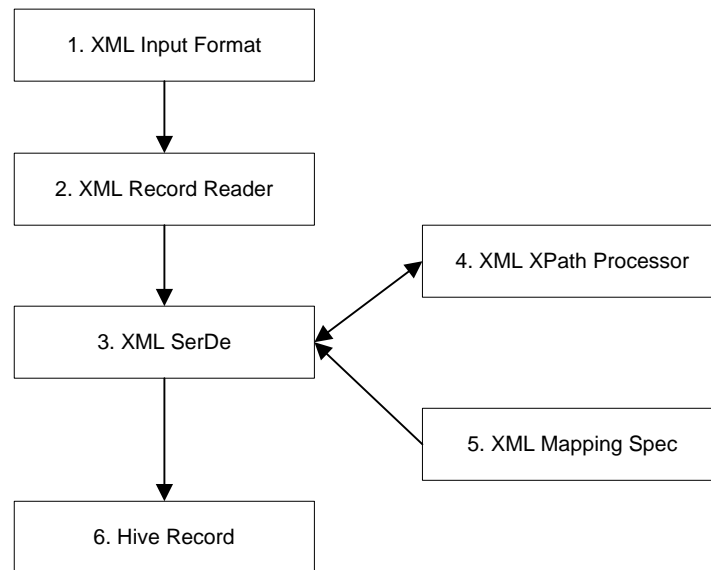 1. XML Input Format
2. XML Record Reader
4. XML XPath Processor
3. XML SerDe
5. XML Mapping Spec
6. Hive Record